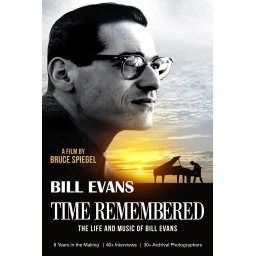 A FILM BY
BRUCE SPIEGEL
BILL EVANS
TIME REMEMBERED
THE LIFE AND MUSIC OF BILL EVANS
8 Years in the Making | 40+ Interviews | 30+ Archival Photographers